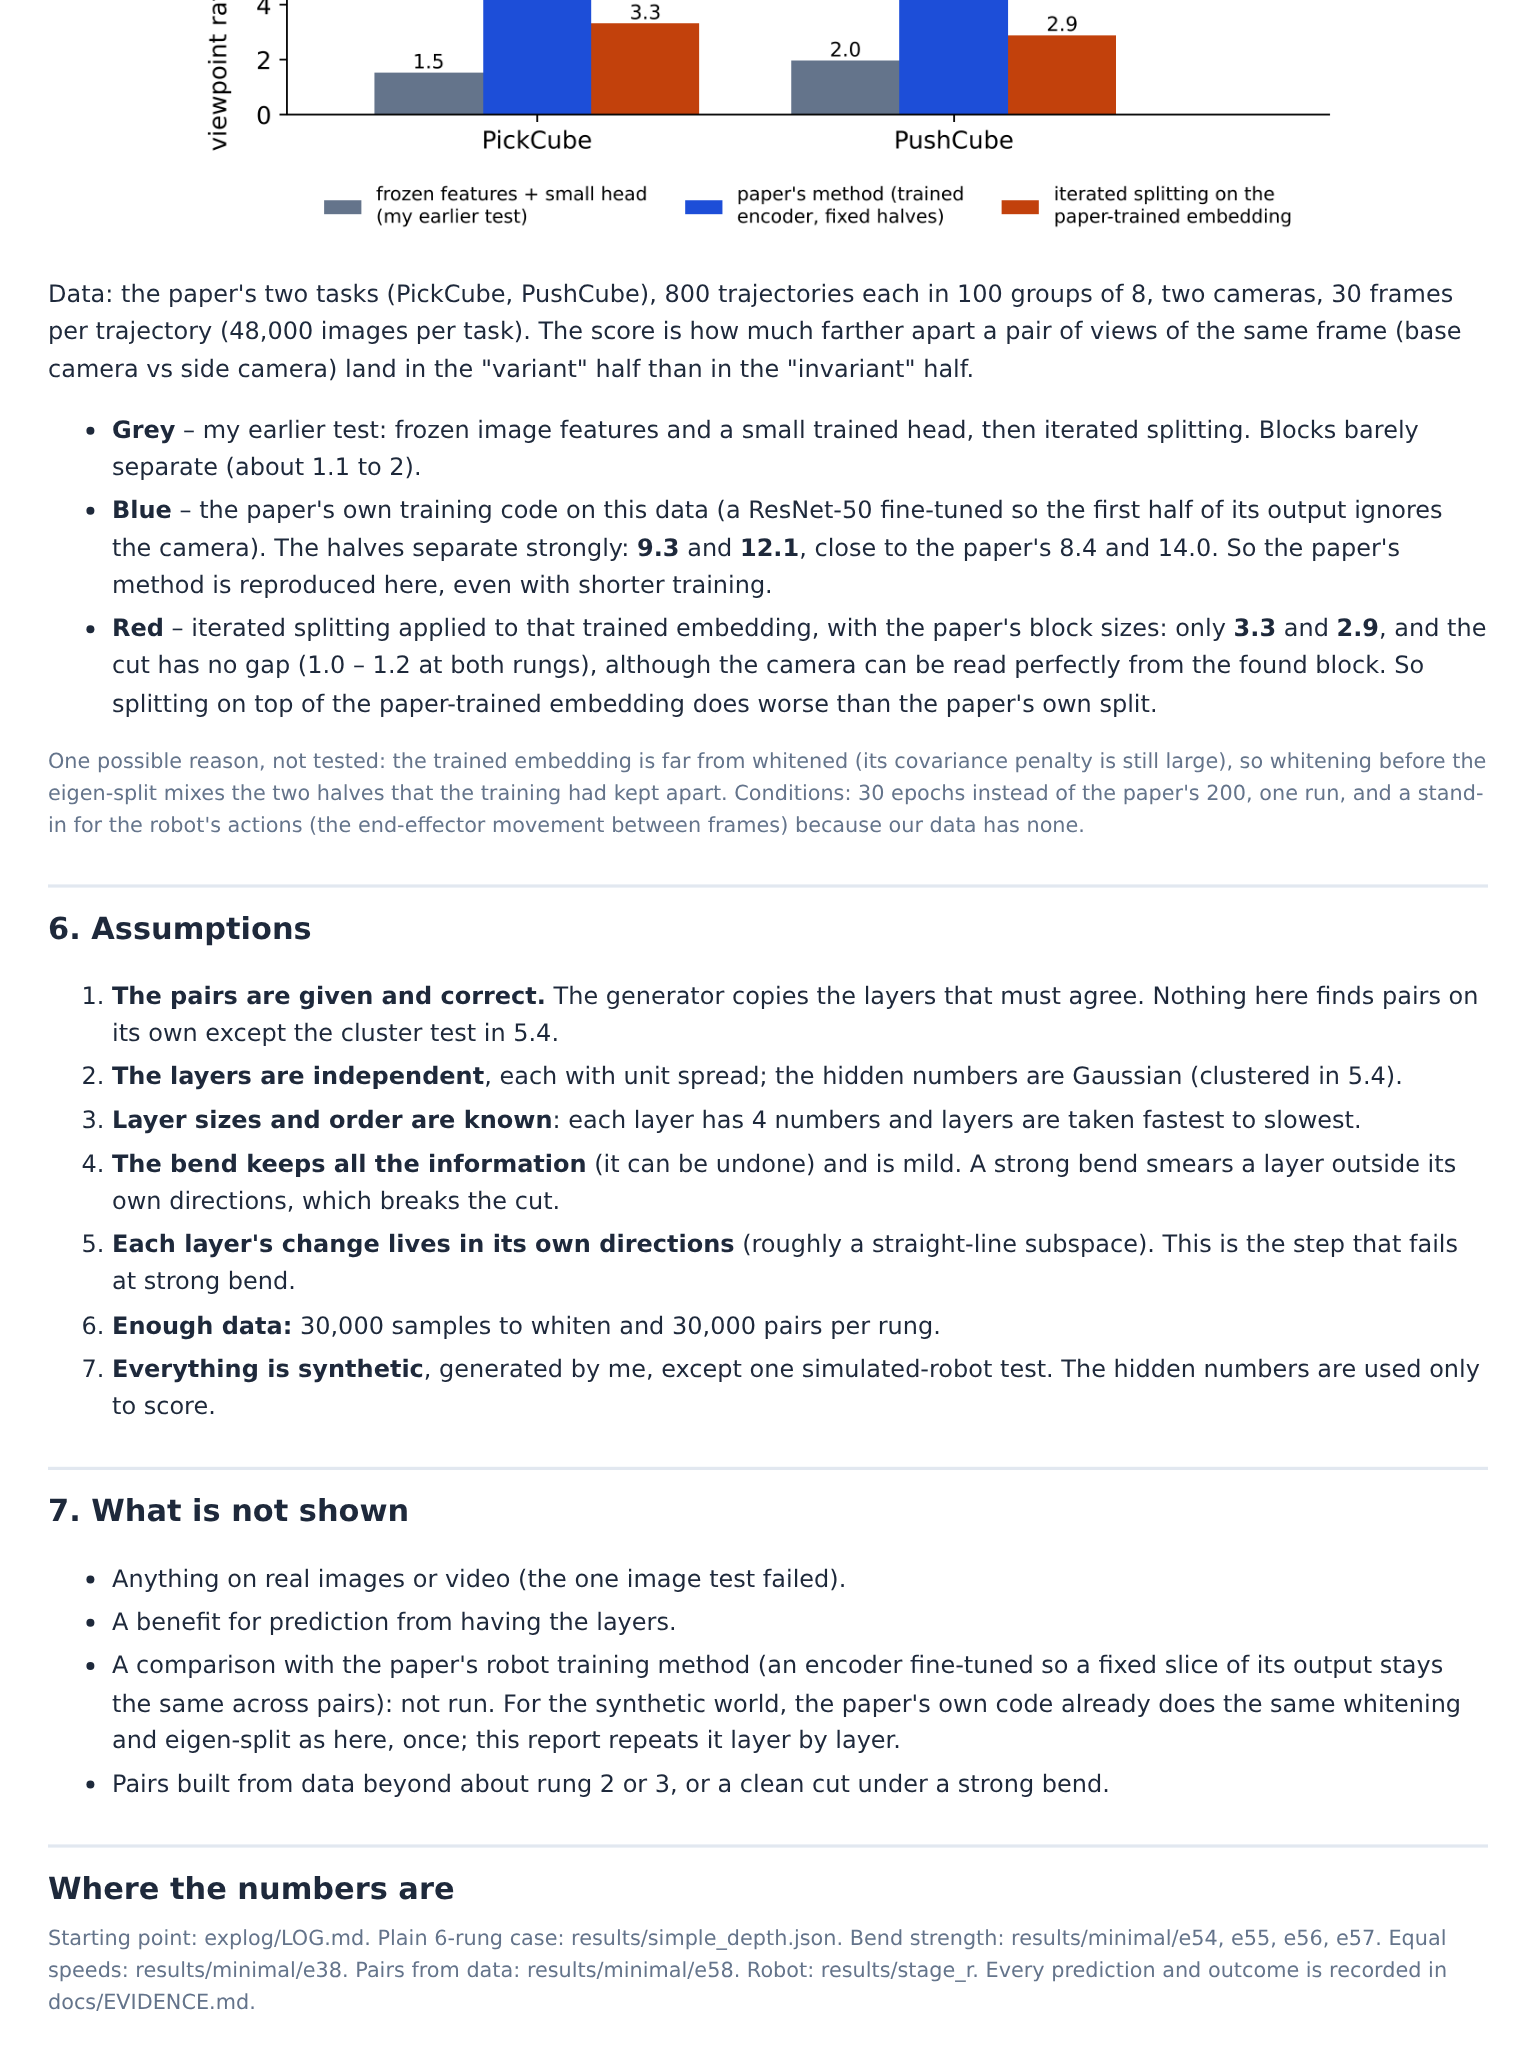 viewpoint ra
4
3.3
2.9
2
1.5
2.0
0
PickCube
PushCube
frozen features + small head
(my earlier test)
paper's method (trained
encoder, fixed halves)
iterated splitting on the
paper-trained embedding
Data: the paper's two tasks (PickCube, PushCube), 800 trajectories each in 100 groups of 8, two cameras, 30 frames
per trajectory (48,000 images per task). The score is how much farther apart a pair of views of the same frame (base
camera vs side camera) land in the "variant" half than in the "invariant" half.
• Grey – my earlier test: frozen image features and a small trained head, then iterated splitting. Blocks barely
separate (about 1.1 to 2).
• Blue – the paper's own training code on this data (a ResNet-50 fine-tuned so the first half of its output ignores
the camera). The halves separate strongly: 9.3 and 12.1, close to the paper's 8.4 and 14.0. So the paper's
method is reproduced here, even with shorter training.
• Red – iterated splitting applied to that trained embedding, with the paper's block sizes: only 3.3 and 2.9, and the
cut has no gap (1.0 – 1.2 at both rungs), although the camera can be read perfectly from the found block. So
splitting on top of the paper-trained embedding does worse than the paper's own split.
One possible reason, not tested: the trained embedding is far from whitened (its covariance penalty is still large), so whitening before the
eigen-split mixes the two halves that the training had kept apart. Conditions: 30 epochs instead of the paper's 200, one run, and a stand-
in for the robot's actions (the end-effector movement between frames) because our data has none.
6. Assumptions
1. The pairs are given and correct. The generator copies the layers that must agree. Nothing here finds pairs on
its own except the cluster test in 5.4.
2. The layers are independent, each with unit spread; the hidden numbers are Gaussian (clustered in 5.4).
3. Layer sizes and order are known: each layer has 4 numbers and layers are taken fastest to slowest.
4. The bend keeps all the information (it can be undone) and is mild. A strong bend smears a layer outside its
own directions, which breaks the cut.
5. Each layer's change lives in its own directions (roughly a straight-line subspace). This is the step that fails
at strong bend.
6. Enough data: 30,000 samples to whiten and 30,000 pairs per rung.
7. Everything is synthetic, generated by me, except one simulated-robot test. The hidden numbers are used only
to score.
7. What is not shown
• Anything on real images or video (the one image test failed).
• A benefit for prediction from having the layers.
• A comparison with the paper's robot training method (an encoder fine-tuned so a fixed slice of its output stays
the same across pairs): not run. For the synthetic world, the paper's own code already does the same whitening
and eigen-split as here, once; this report repeats it layer by layer.
• Pairs built from data beyond about rung 2 or 3, or a clean cut under a strong bend.
Where the numbers are
Starting point: explog/LOG.md. Plain 6-rung case: results/simple_depth.json. Bend strength: results/minimal/e54, e55, e56, e57. Equal
speeds: results/minimal/e38. Pairs from data: results/minimal/e58. Robot: results/stage_r. Every prediction and outcome is recorded in
docs/EVIDENCE.md.